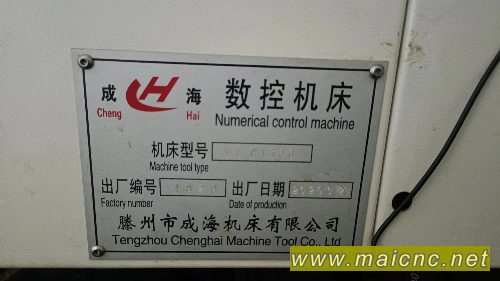 成 海
Cheng Hai
数控机床
Numerical control machine
机床型号
Machine tool type
出厂编号 出厂日期
Factory number Date of production
滕州市成海机床有限公司
Tengzhou Chenghai Machine Tool Co., Ltd
www.maicnc.net